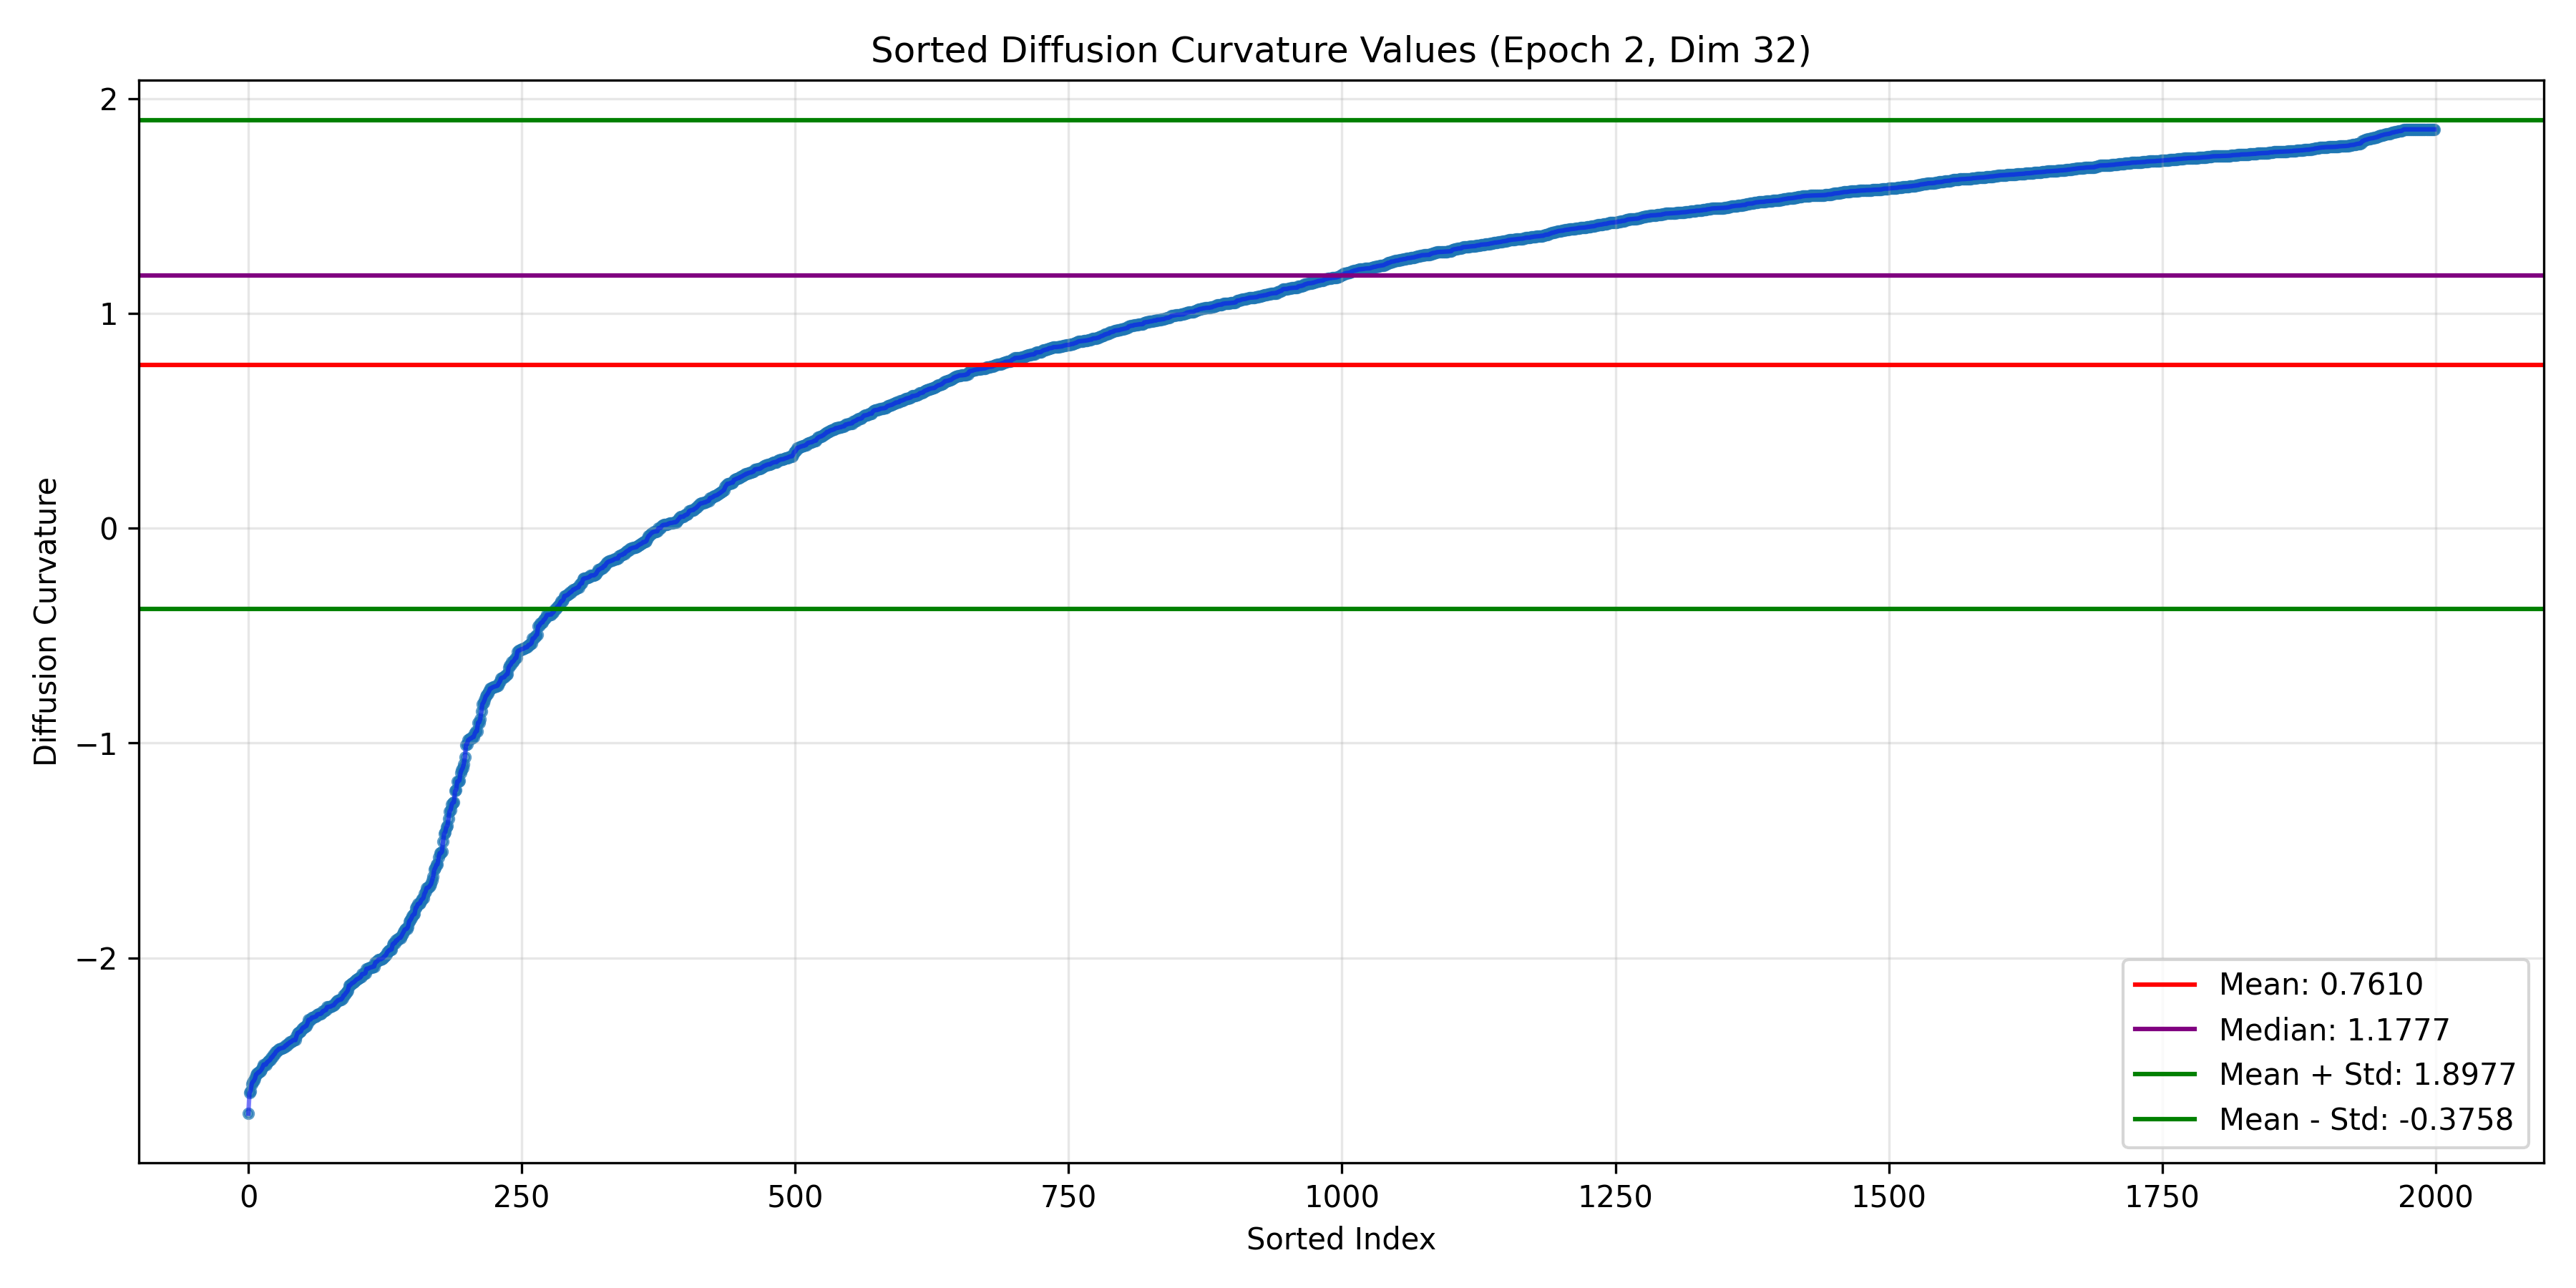 Sorted Diffusion Curvature Values (Epoch 2, Dim 32)
Diffusion Curvature
2
1
0
−1
−2
Mean: 0.7610
Median: 1.1777
Mean + Std: 1.8977
Mean - Std: -0.3758
0
250
500
750
1000
1250
1500
1750
2000
Sorted Index